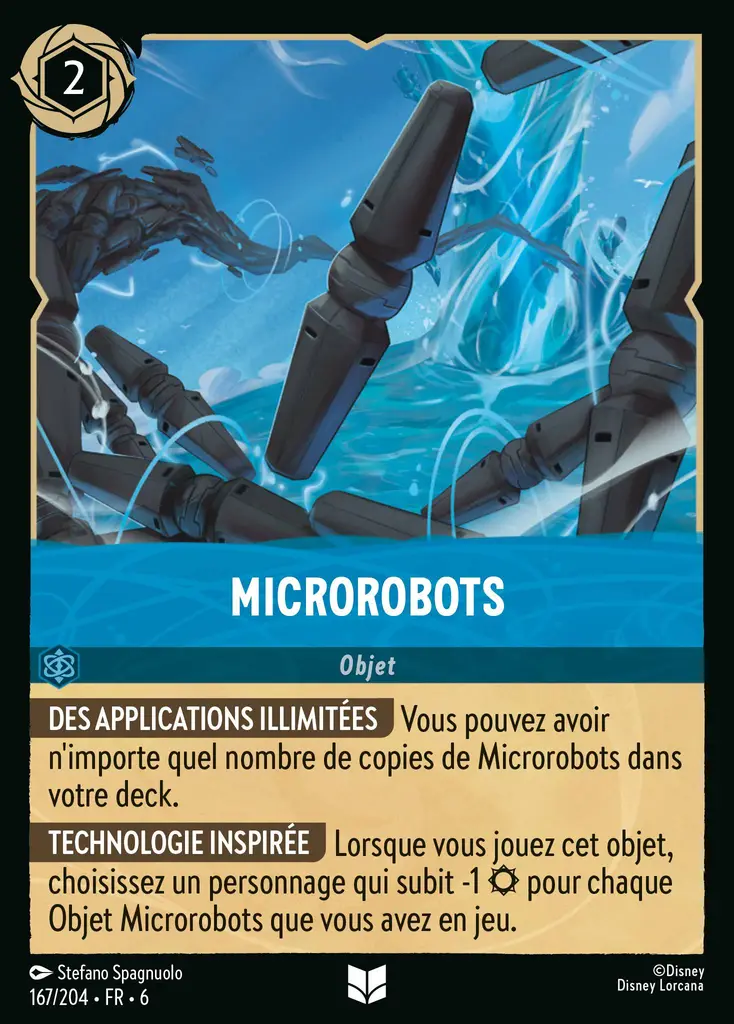 2
MICROROBOTS
Objet
DES APPLICATIONS ILLIMITÉES Vous pouvez avoir
n'importe quel nombre de copies de Microrobots dans
votre deck.
TECHNOLOGIE INSPIRÉE Lorsque vous jouez cet objet,
choisissez un personnage qui subit -1 pour chaque
Objet Microrobots que vous avez en jeu.
Stefano Spagnuolo
©Disney
167/204 • FR • 6
Disney Lorcana